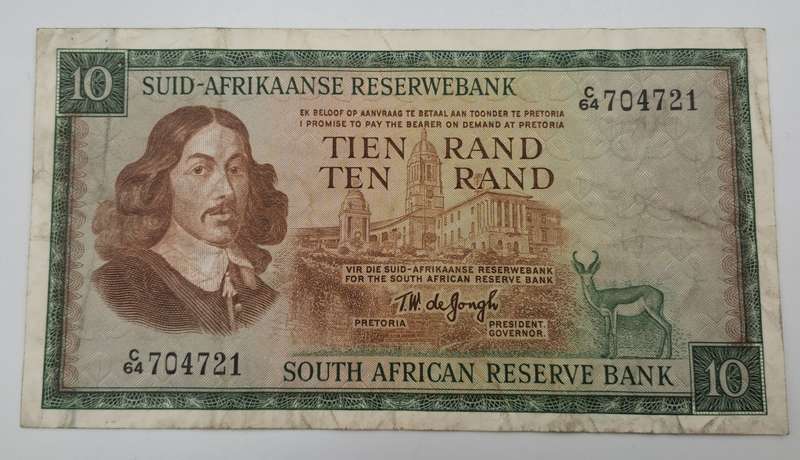 10
SUID-AFRIKAANSE RESERWEBANK
C/64 704721
EK BELOOF OP AANVRAAG TE BETAAL AAN TOONDER TE PRETORIA
I PROMISE TO PAY THE BEARER ON DEMAND AT PRETORIA
TIEN RAND
TEN RAND
VIR DIE SUID-AFRIKAANSE RESERWEBANK
FOR THE SOUTH AFRICAN RESERVE BANK
T.W. de Jongh
PRETORIA PRESIDENT.
GOVERNOR.
C/64 704721
SOUTH AFRICAN RESERVE BANK
10